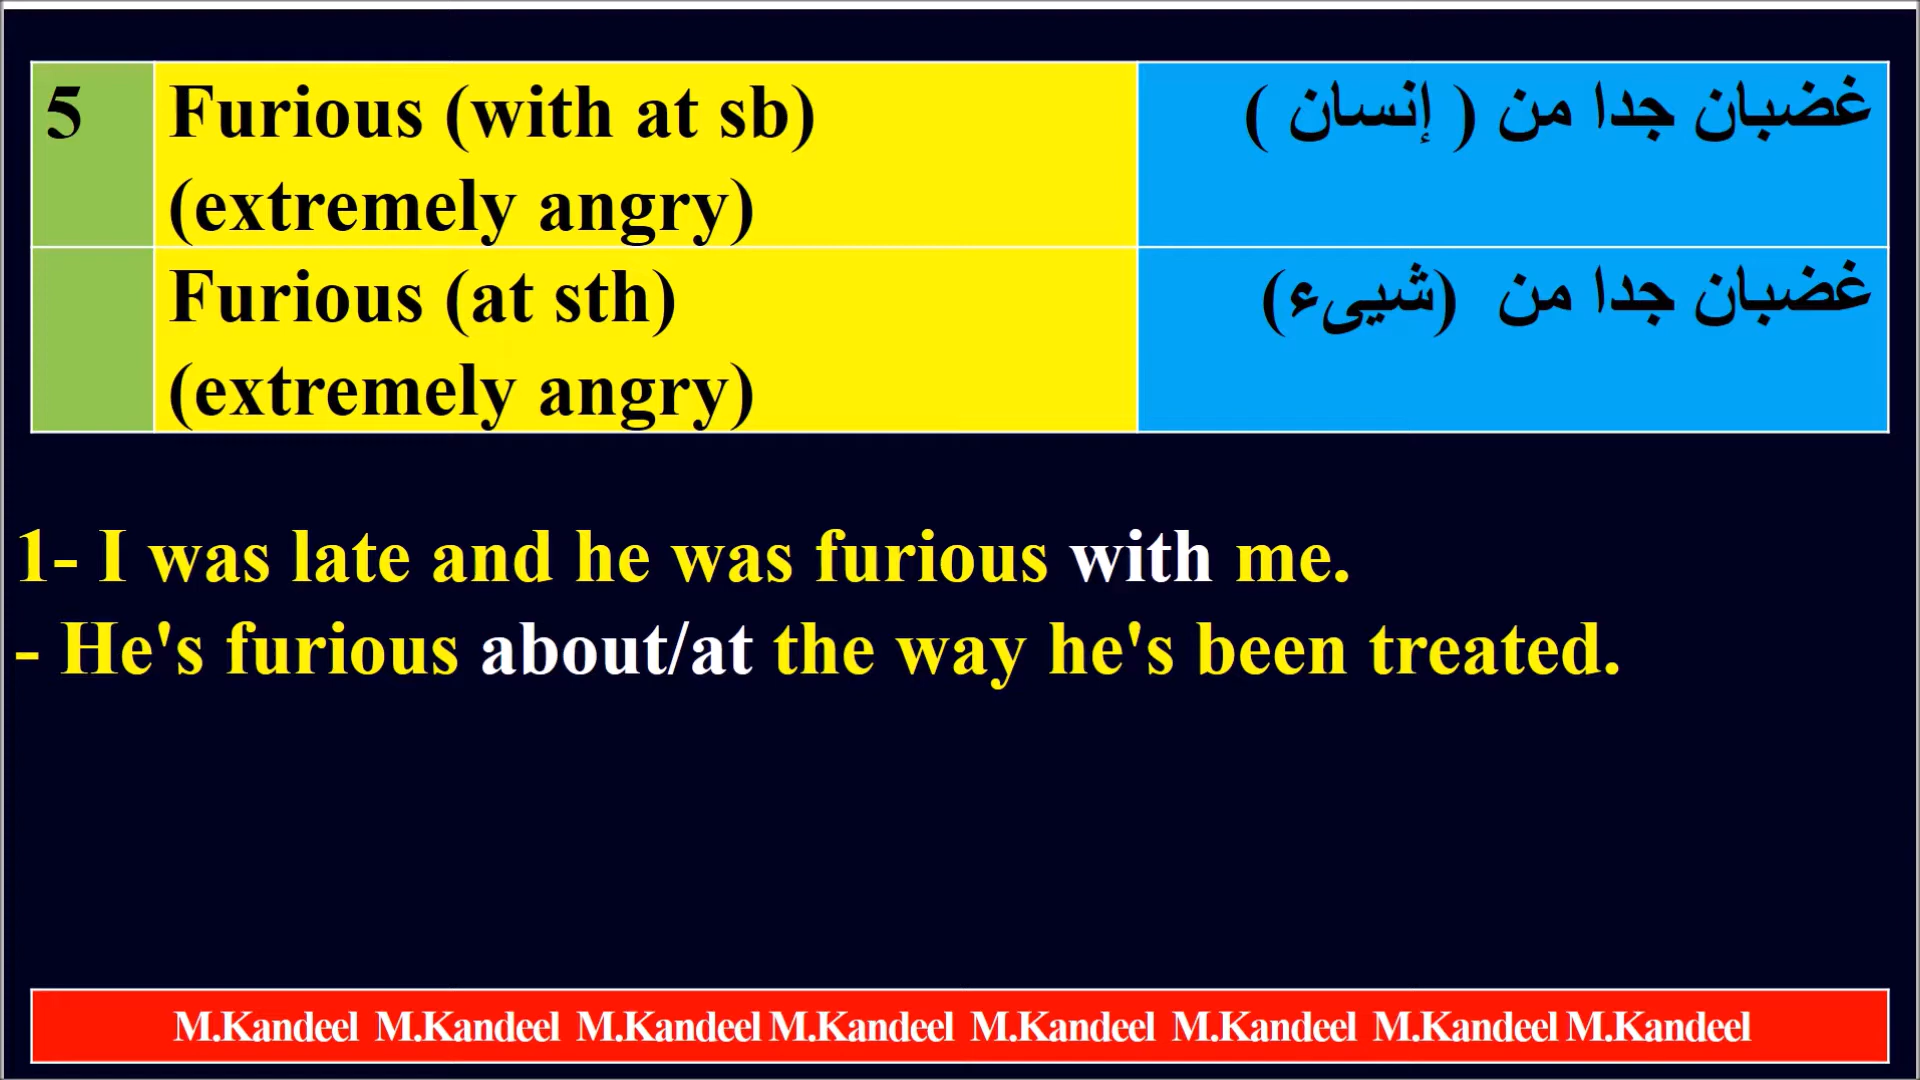 5
Furious (with at sb)
(extremely angry)
غضبان جدا من ( إنسان )
Furious (at sth)
(extremely angry)
غضبان جدا من (شيىء)
1- I was late and he was furious with me.
- He's furious about/at the way he's been treated.
M.Kandeel M.Kandeel M.Kandeel M.Kandeel M.Kandeel M.Kandeel M.Kandeel M.Kandeel